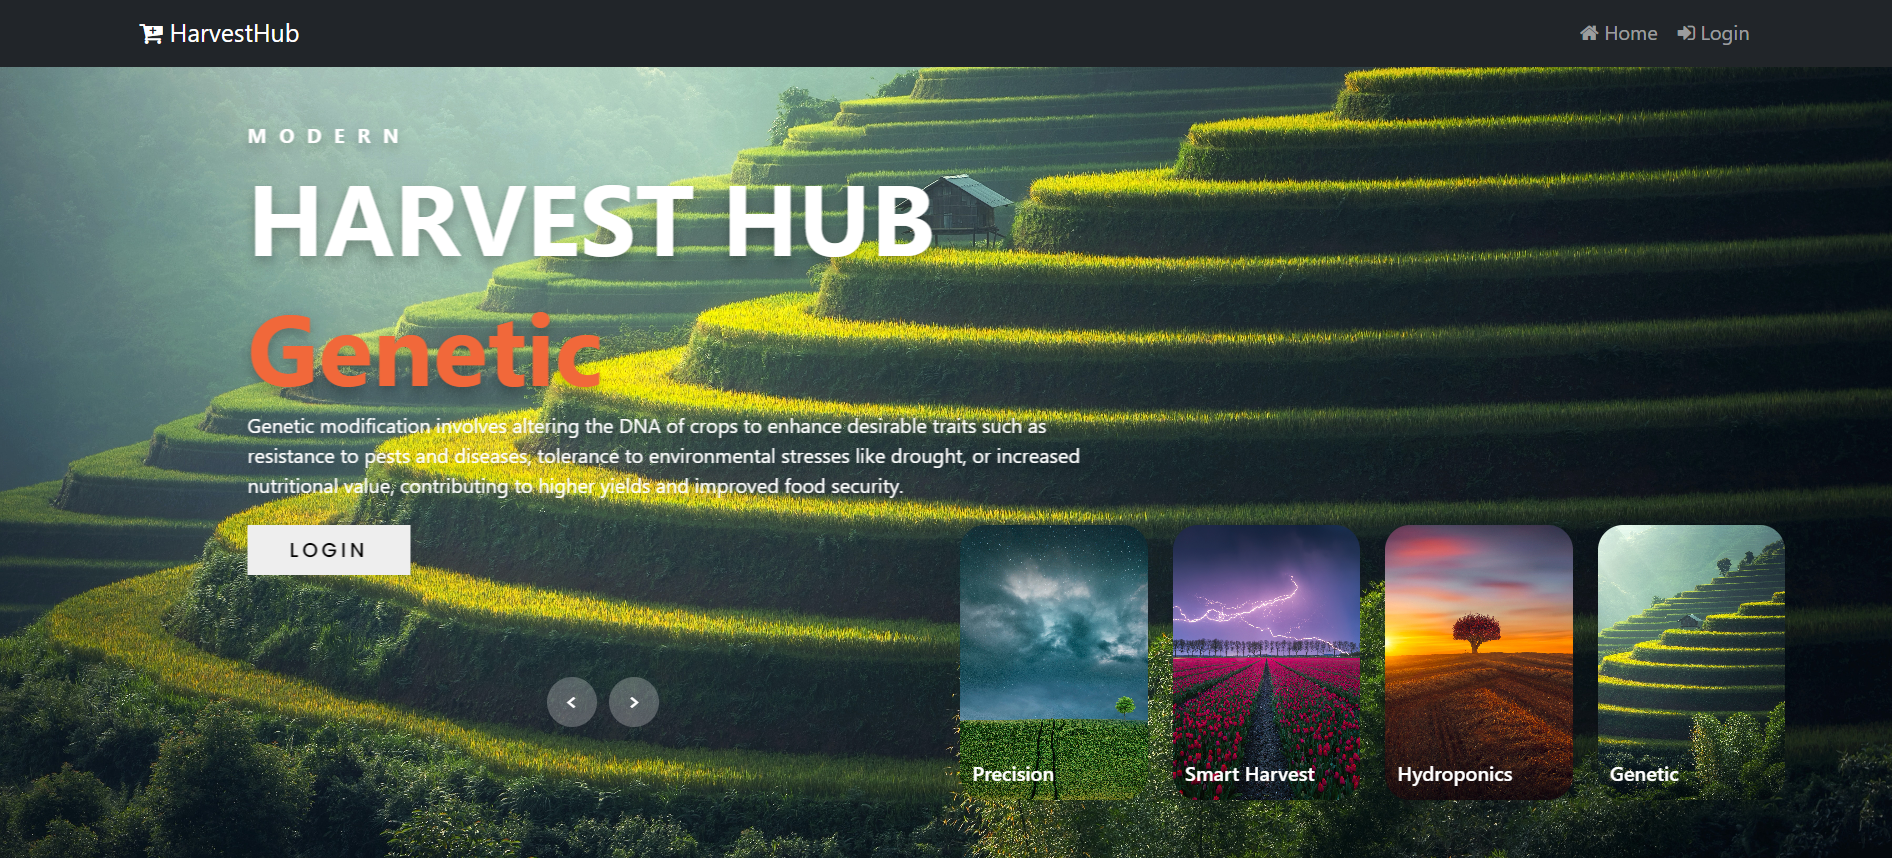 HarvestHub
Home
Login
MODERN
HARVEST HUB
Genetic
Genetic modification involves altering the DNA of crops to enhance desirable traits such as
resistance to pests and diseases, tolerance to environmental stresses like drought, or increased
nutritional value, contributing to higher yields and improved food security.
LOGIN
< >
Precision
Smart Harvest
Hydroponics
Genetic